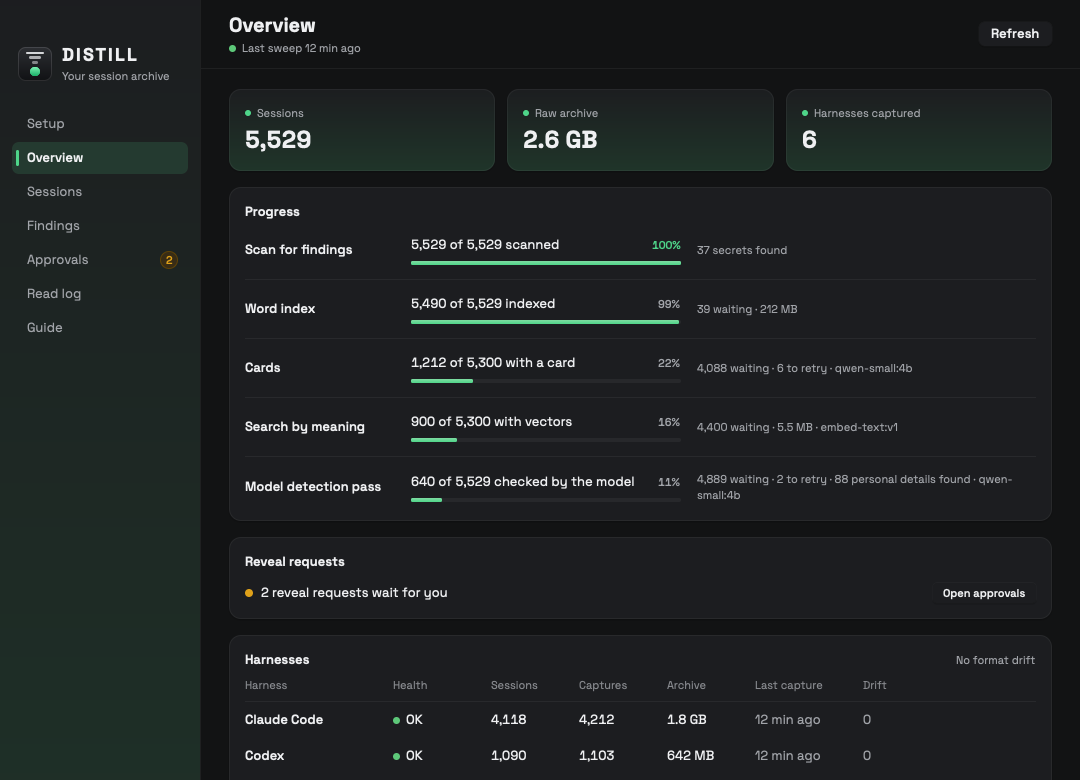 DISTILL
Your session archive
Setup
Overview
Sessions
Findings
Approvals 2
Read log
Guide
Overview
Last sweep 12 min ago
Refresh
Sessions
5,529
Raw archive
2.6 GB
Harnesses captured
6
Progress
Scan for findings 5,529 of 5,529 scanned 100% 37 secrets found
Word index 5,490 of 5,529 indexed 99% 39 waiting · 212 MB
Cards 1,212 of 5,300 with a card 22% 4,088 waiting · 6 to retry · qwen-small:4b
Search by meaning 900 of 5,300 with vectors 16% 4,400 waiting · 5.5 MB · embed-text:v1
Model detection pass 640 of 5,529 checked by the model 11% 4,889 waiting · 2 to retry · 88 personal details found · qwen-
small:4b
Reveal requests
2 reveal requests wait for you Open approvals
Harnesses No format drift
Harness Health Sessions Captures Archive Last capture Drift
Claude Code OK 4,118 4,212 1.8 GB 12 min ago 0
Codex OK 1,090 1,103 642 MB 12 min ago 0